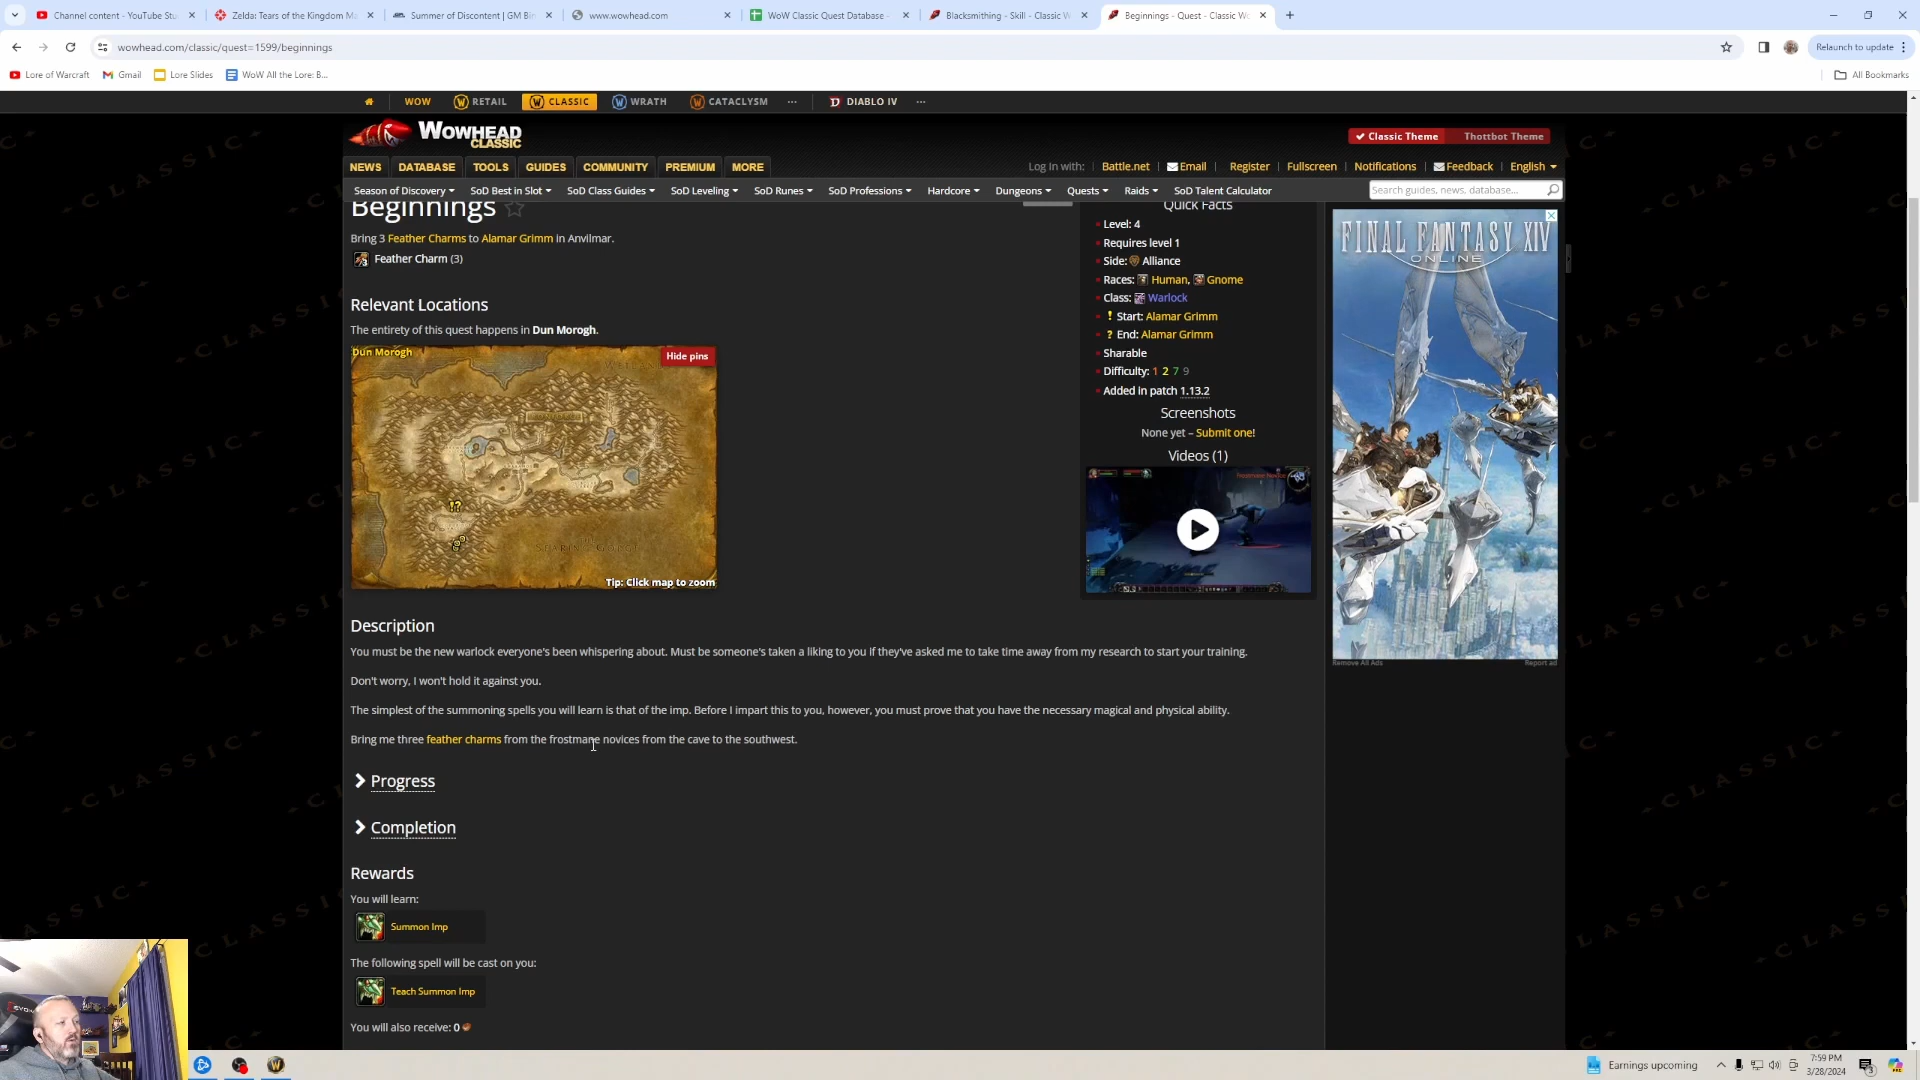 Channel content - YouTube Stu
Zelda: Tears of the Kingdom Ma
Summer of Discontent | GM Bin
www.wowhead.com
WoW Classic Quest Database -
Blacksmithing - Skill - Classic W
Beginnings - Quest - Classic Wo
wowhead.com/classic/quest=1599/beginnings
Relaunch to update
Lore of Warcraft
Gmail
Lore Slides
WoW All the Lore: B...
All Bookmarks
WOW
RETAIL
CLASSIC
WRATH
CATACLYSM
DIABLO IV
WOWHEAD
CLASSIC
Classic Theme
Thottbot Theme
NEWS
DATABASE
TOOLS
GUIDES
COMMUNITY
PREMIUM
MORE
Log In with:
Battle.net
Email
Register
Fullscreen
Notifications
Feedback
English
Season of Discovery
SoD Best in Slot
SoD Class Guides
SoD Leveling
SoD Runes
SoD Professions
Hardcore
Dungeons
Quests
Raids
SoD Talent Calculator
Search guides, news, database...
Beginnings
Bring 3 Feather Charms to Alamar Grimm in Anvilmar.
3
Feather Charm (3)
Relevant Locations
The entirety of this quest happens in Dun Morogh.
Dun Morogh
Hide pins
Tip: Click map to zoom
Quick Facts
Level: 4
Requires level 1
Side: Alliance
Races: Human, Gnome
Class: Warlock
! Start: Alamar Grimm
? End: Alamar Grimm
Sharable
Difficulty: 1 2 7 9
Added in patch 1.13.2
Screenshots
None yet – Submit one!
Videos (1)
FINAL FANTASY XIV
ONLINE
Remove All Ads
Report ad
Description
You must be the new warlock everyone's been whispering about. Must be someone's taken a liking to you if they've asked me to take time away from my research to start your training.
Don't worry, I won't hold it against you.
The simplest of the summoning spells you will learn is that of the imp. Before I impart this to you, however, you must prove that you have the necessary magical and physical ability.
Bring me three feather charms from the frostmane novices from the cave to the southwest.
Progress
Completion
Rewards
You will learn:
Summon Imp
The following spell will be cast on you:
Teach Summon Imp
You will also receive: 0
Earnings upcoming
7:59 PM
3/28/2024
3